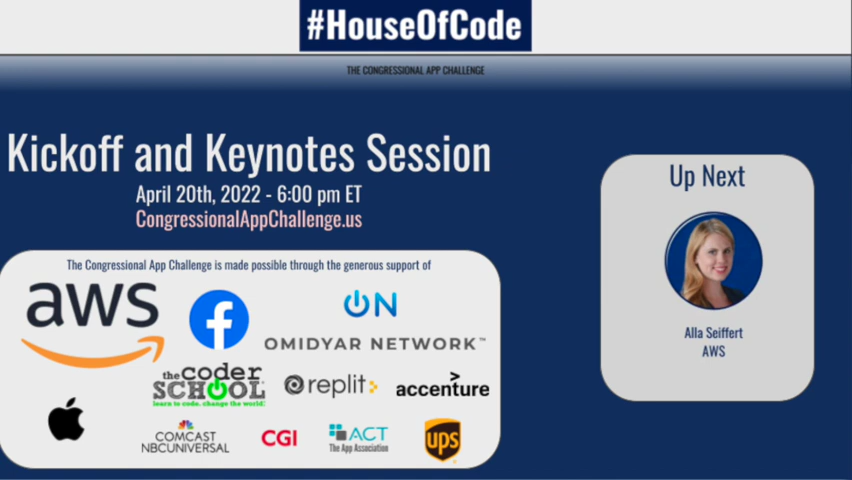 #HouseOfCode
THE CONGRESSIONAL APP CHALLENGE
Kickoff and Keynotes Session
April 20th, 2022 - 6:00 pm ET
CongressionalAppChallenge.us
The Congressional App Challenge is made possible through the generous support of
aws
f
ON
OMIDYAR NETWORK™
the coder
SCHOOL
learn to code. change the world!
replit
accenture
COMCAST
NBCUNIVERSAL
CGI
ACT
The App Association
ups
Up Next
Alla Seiffert
AWS